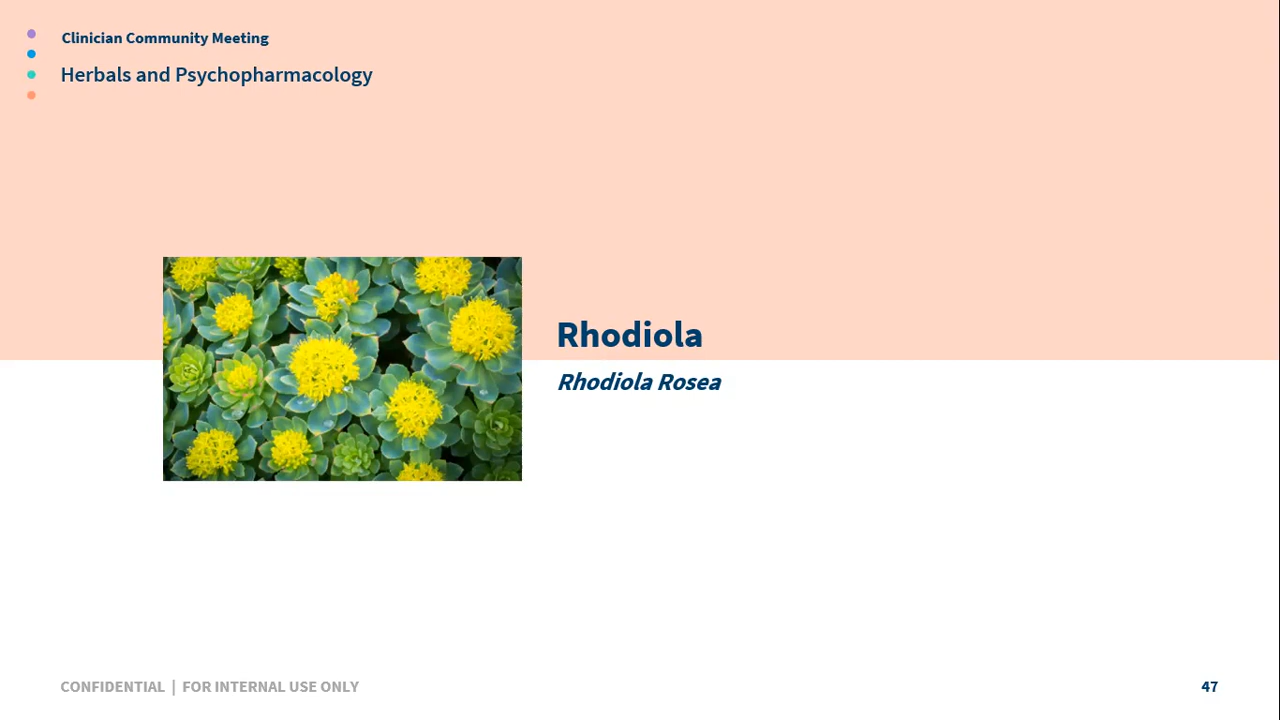 Clinician Community Meeting
Herbals and Psychopharmacology
Rhodiola
Rhodiola Rosea
CONFIDENTIAL | FOR INTERNAL USE ONLY
47